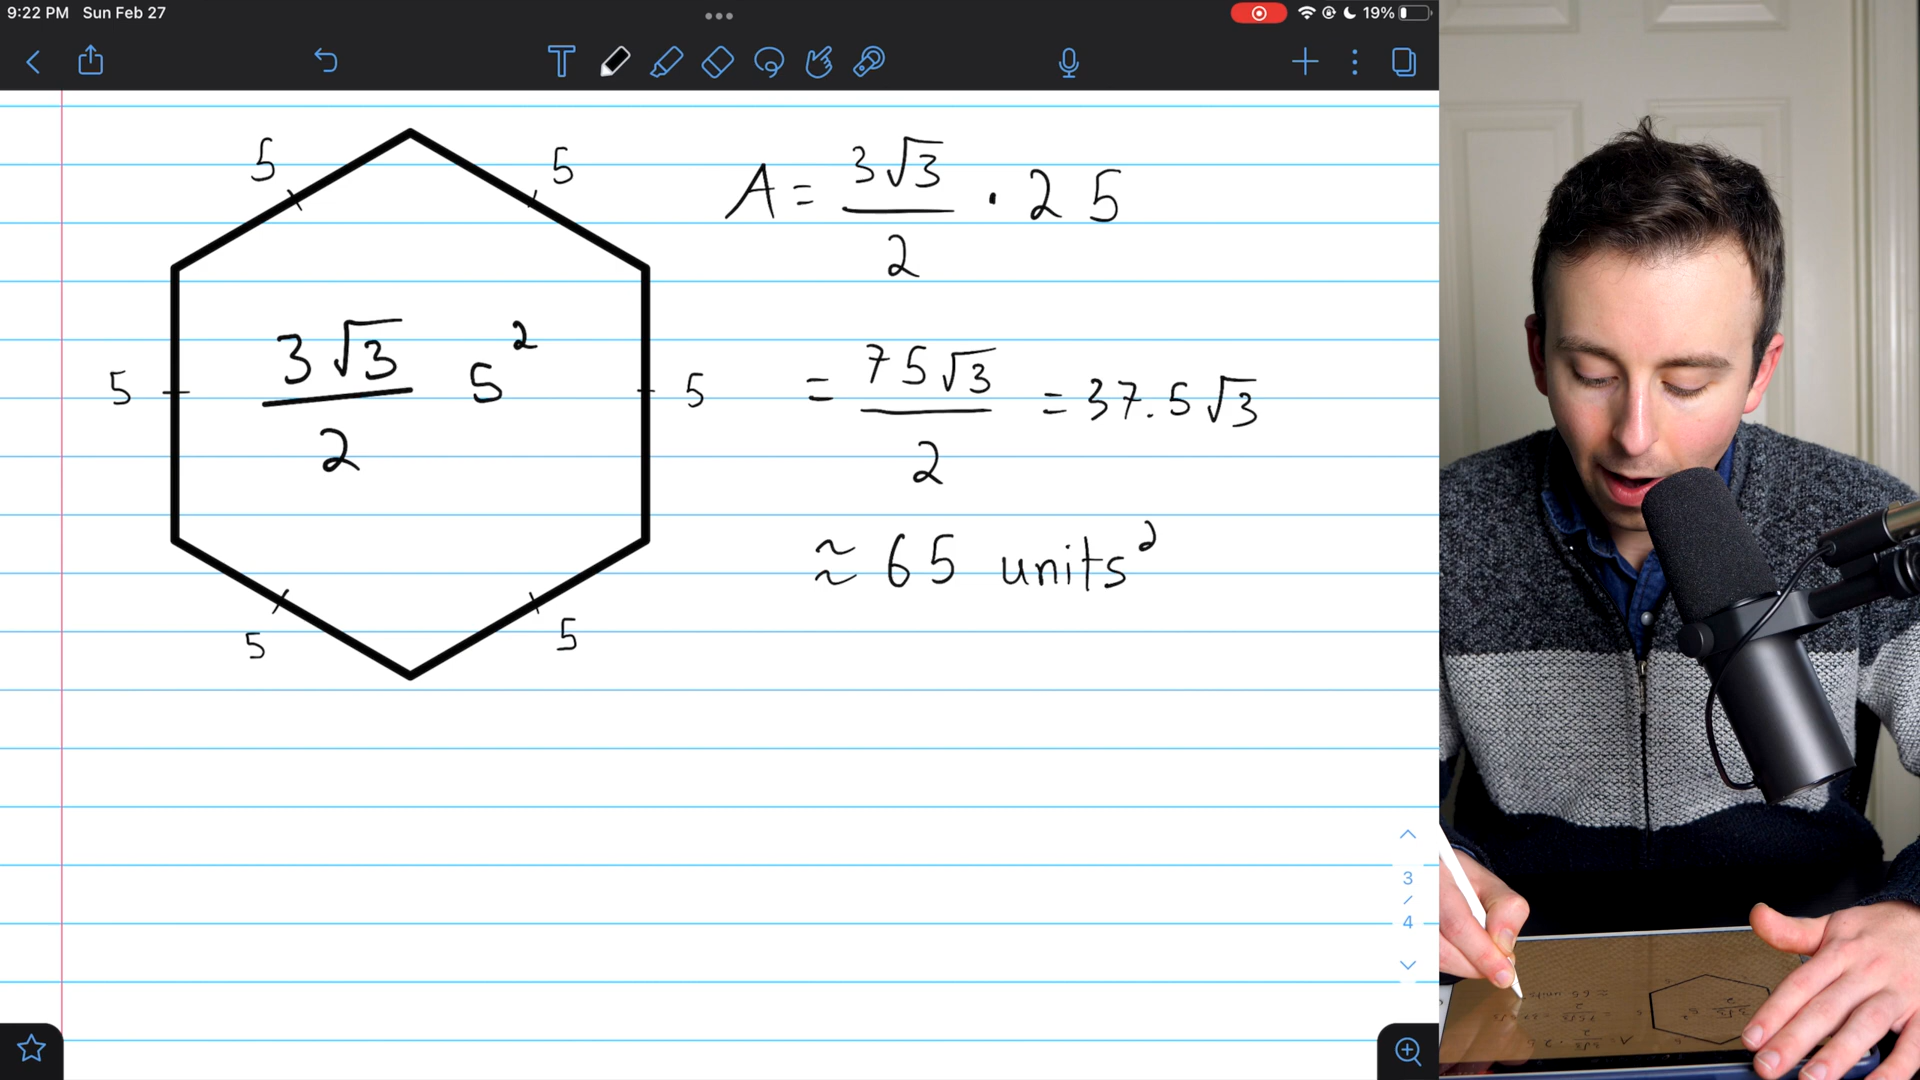 9:22 PM Sun Feb 27
19%
5 5
5 5
5 5
3√3/2 5²
A = 3√3/2 · 25
= 75√3/2 = 37.5√3
≈ 65 units²
3
/
4